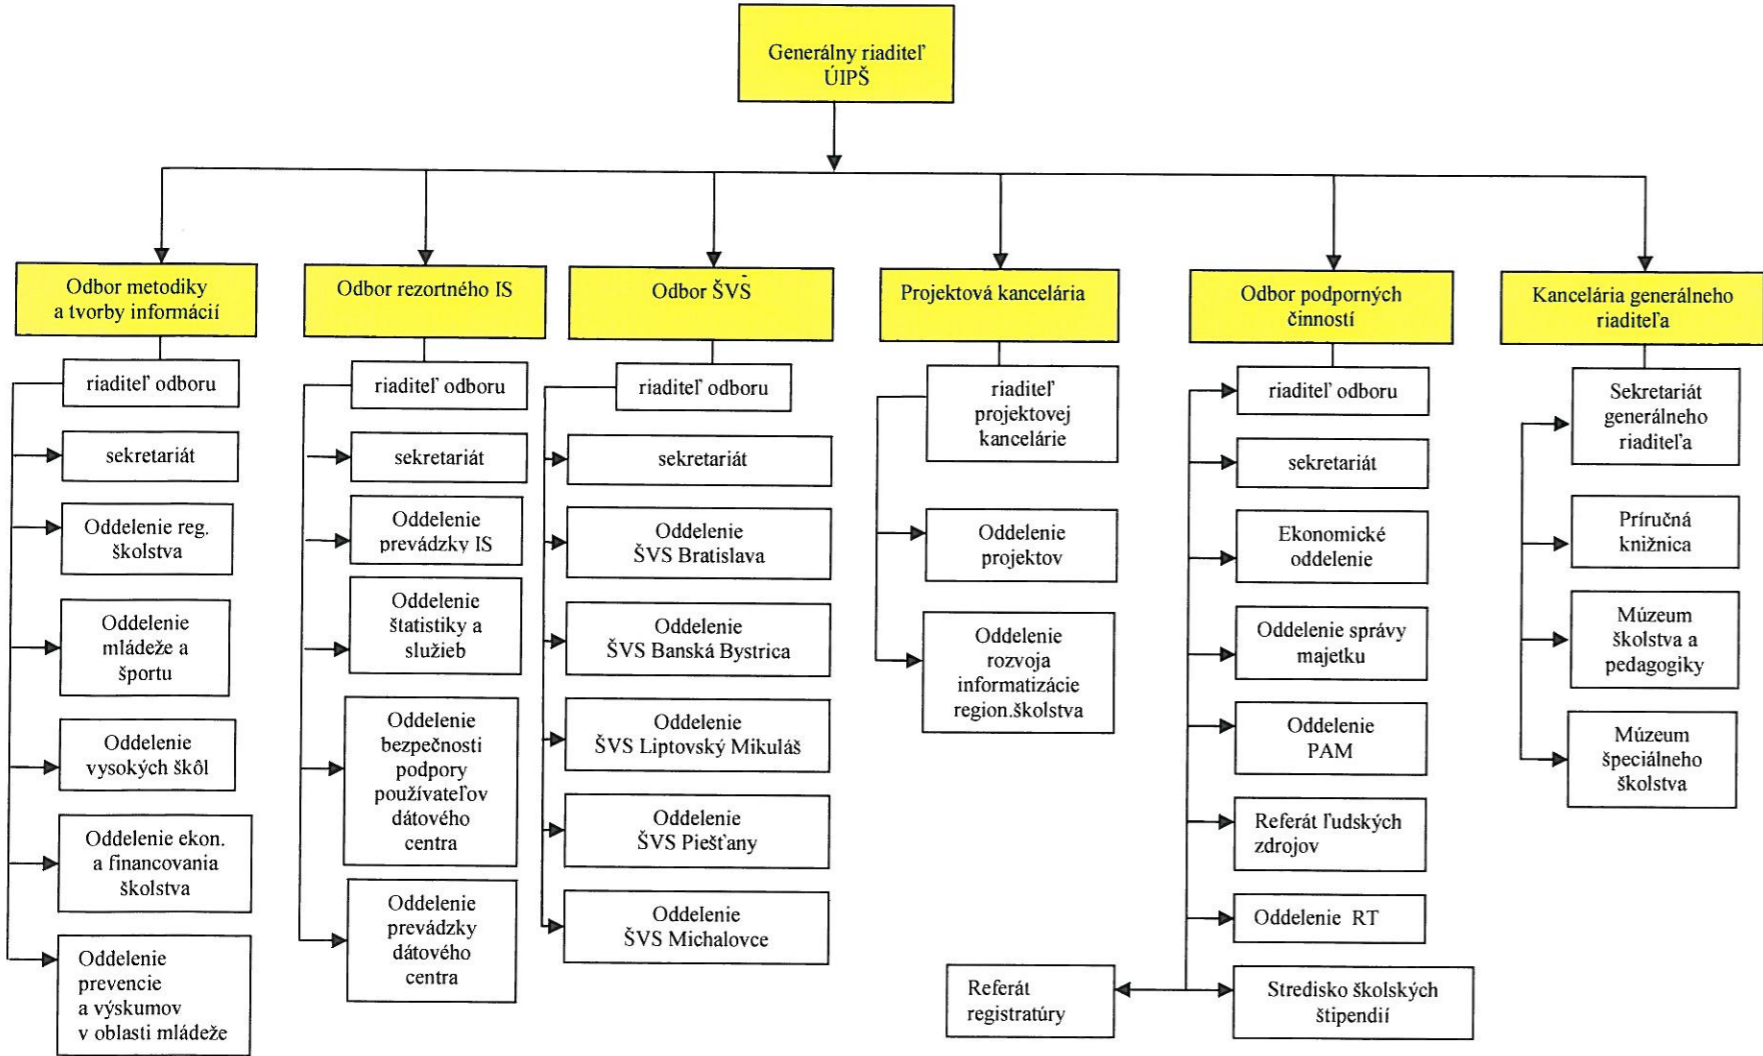 Generálny riaditeľ
ÚIPŠ
Odbor metodiky
a tvorby informácií
riaditeľ odboru
sekretariát
Oddelenie reg.
školstva
Oddelenie
mládeže a
športu
Oddelenie
vysokých škôl
Oddelenie ekon.
a financovania
školstva
Oddelenie
prevencie
a výskumov
v oblasti mládeže
Odbor rezortného IS
riaditeľ odboru
sekretariát
Oddelenie
prevádzky IS
Oddelenie
štatistiky a
služieb
Oddelenie
bezpečnosti
podpory
používateľov
dátového
centra
Oddelenie
prevádzky
dátového
centra
Odbor ŠVS
riaditeľ odboru
sekretariát
Oddelenie
ŠVS Bratislava
Oddelenie
ŠVS Banská Bystrica
Oddelenie
ŠVS Liptovský Mikuláš
Oddelenie
ŠVS Piešťany
Oddelenie
ŠVS Michalovce
Projektová kancelária
riaditeľ
projektovej
kancelárie
Oddelenie
projektov
Oddelenie
rozvoja
informatizácie
region.školstva
Odbor podporných
činností
riaditeľ odboru
sekretariát
Ekonomické
oddelenie
Oddelenie správy
majetku
Oddelenie
PAM
Referát ľudských
zdrojov
Oddelenie RT
Referát
registratúry
Stredisko školských
štipendií
Kancelária generálneho
riaditeľa
Sekretariát
generálneho
riaditeľa
Príručná
knižnica
Múzeum
školstva a
pedagogiky
Múzeum
špeciálneho
školstva